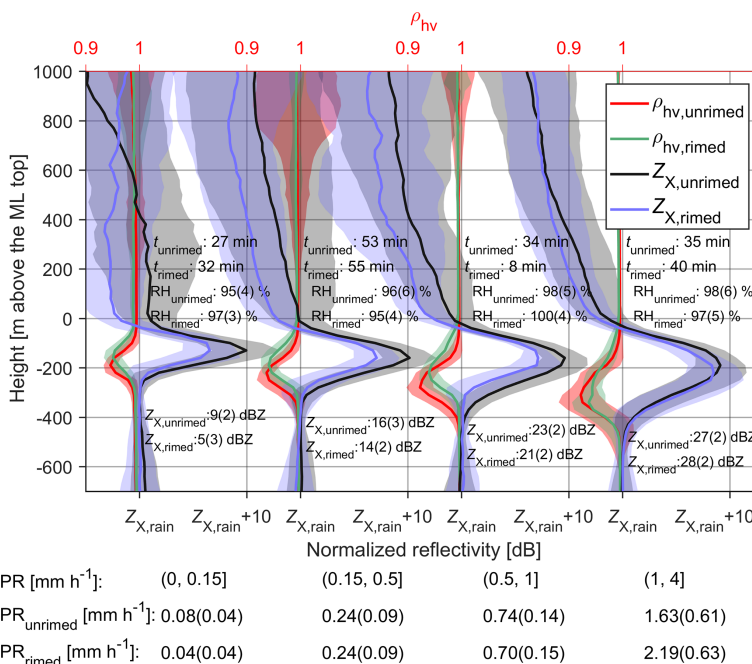 ρhv
0.9 1 0.9 1 0.9 1 0.9 1
1000
800
600
400
200
0
-200
-400
-600
Height [m above the ML top]
ρhv,unrimed
ρhv,rimed
ZX,unrimed
ZX,rimed
tunrimed: 27 min
trimed: 32 min
RHunrimed: 95(4) %
RHrimed: 97(3) %
tunrimed: 53 min
trimed: 55 min
RHunrimed: 96(6) %
RHrimed: 95(4) %
tunrimed: 34 min
trimed: 8 min
RHunrimed: 98(5) %
RHrimed: 100(4) %
tunrimed: 35 min
trimed: 40 min
RHunrimed: 98(6) %
RHrimed: 97(5) %
ZX,unrimed:9(2) dBZ
ZX,rimed:5(3) dBZ
ZX,unrimed:16(3) dBZ
ZX,rimed:14(2) dBZ
ZX,unrimed:23(2) dBZ
ZX,rimed:21(2) dBZ
ZX,unrimed:27(2) dBZ
ZX,rimed:28(2) dBZ
ZX,rain ZX,rain+10 ZX,rain ZX,rain+10 ZX,rain ZX,rain+10 ZX,rain ZX,rain+10
Normalized reflectivity [dB]
PR [mm h-1]: (0, 0.15] (0.15, 0.5] (0.5, 1] (1, 4]
PRunrimed [mm h-1]: 0.08(0.04) 0.24(0.09) 0.74(0.14) 1.63(0.61)
PRrimed [mm h-1]: 0.04(0.04) 0.24(0.09) 0.70(0.15) 2.19(0.63)